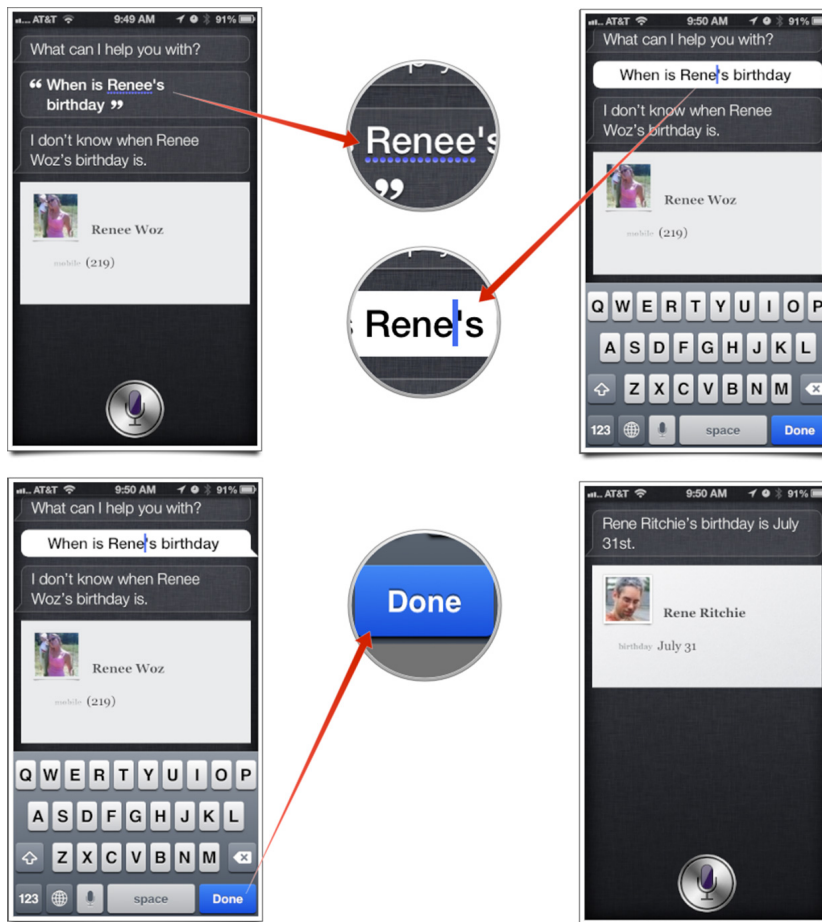 AT&T 9:49 AM 91%
What can I help you with?
“ When is Renee's
birthday ”
I don't know when Renee
Woz's birthday is.
Renee Woz
mobile (219)
Renee's
”
Rene's
AT&T 9:50 AM 91%
What can I help you with?
When is Rene's birthday
I don't know when Renee
Woz's birthday is.
Renee Woz
mobile (219)
Q W E R T Y U I O P
A S D F G H J K L
Z X C V B N M
123 space Done
AT&T 9:50 AM 91%
What can I help you with?
When is Rene's birthday
I don't know when Renee
Woz's birthday is.
Renee Woz
mobile (219)
Q W E R T Y U I O P
A S D F G H J K L
Z X C V B N M
123 space Done
Done
AT&T 9:50 AM 91%
Rene Ritchie's birthday is July
31st.
Rene Ritchie
birthday July 31